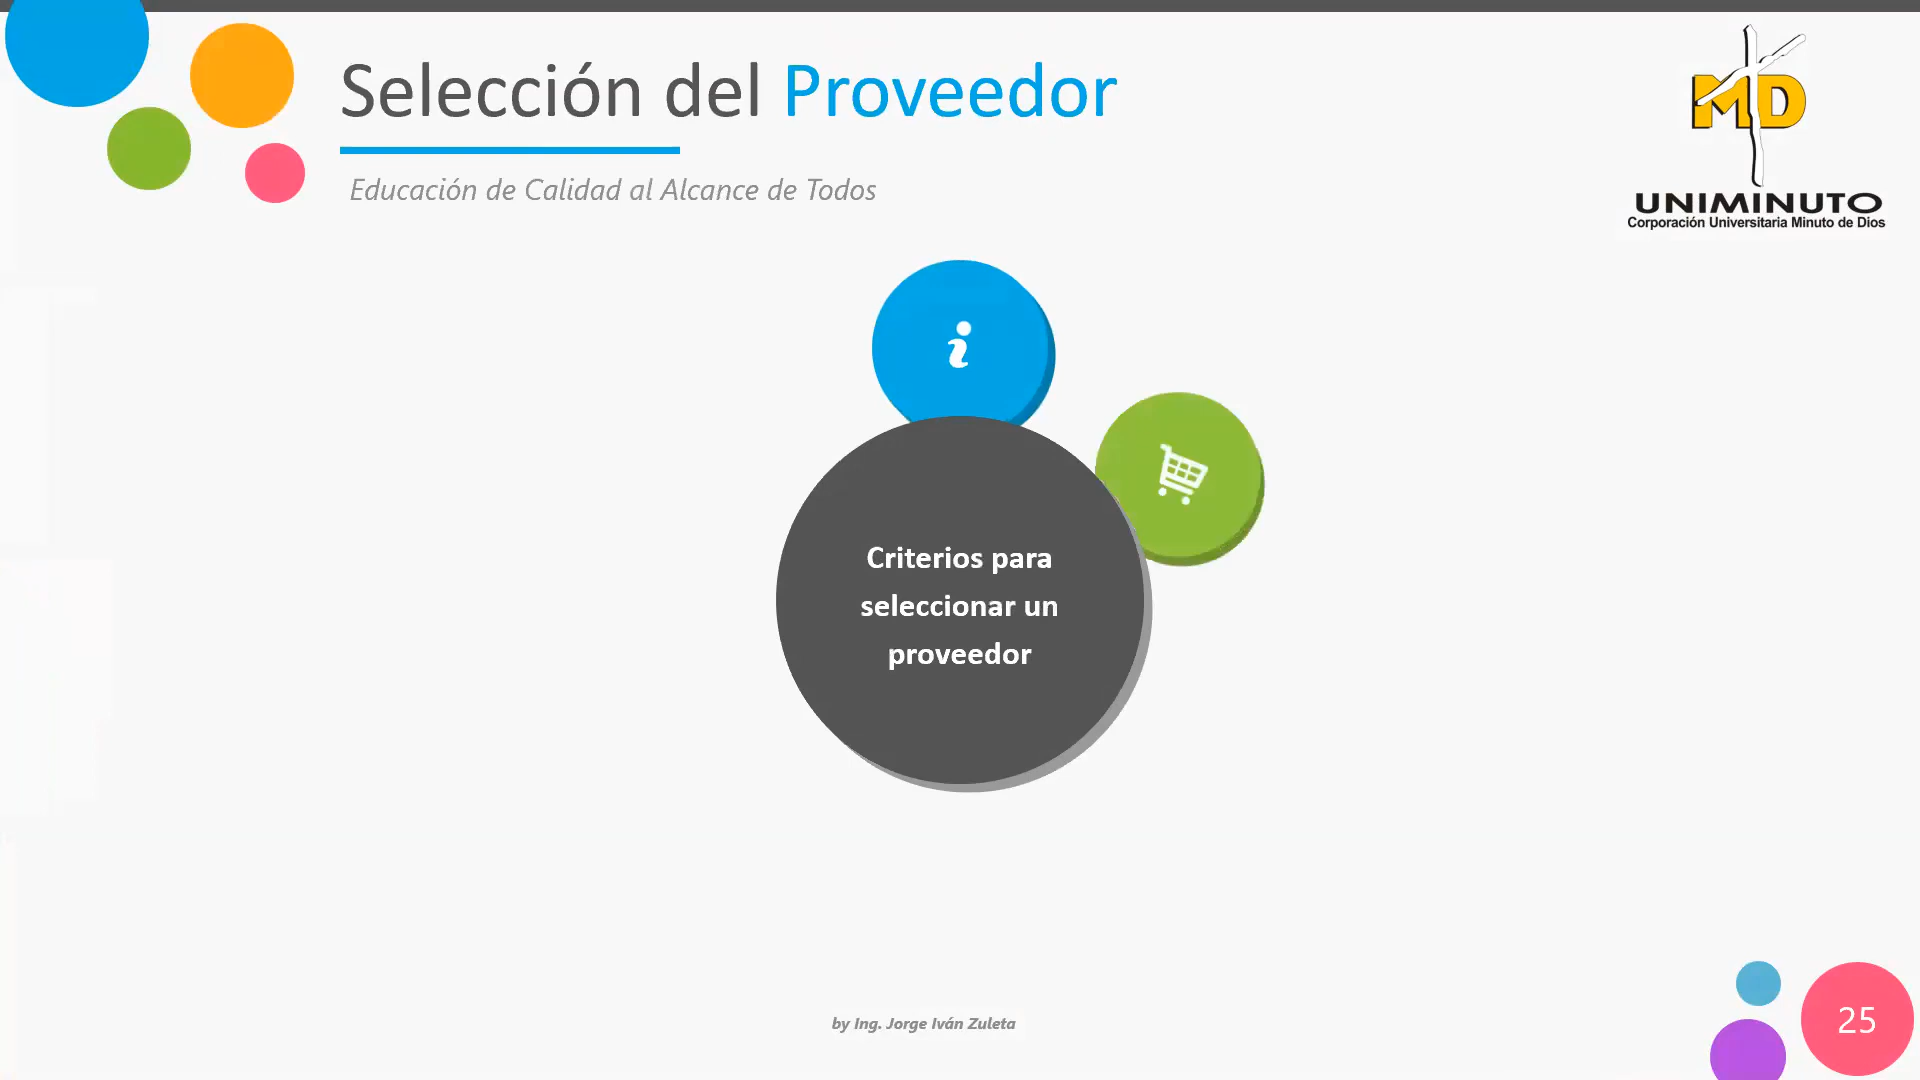 Selección del Proveedor
Educación de Calidad al Alcance de Todos
MD
UNIMINUTO
Corporación Universitaria Minuto de Dios
Criterios para
seleccionar un
proveedor
by Ing. Jorge Iván Zuleta
25